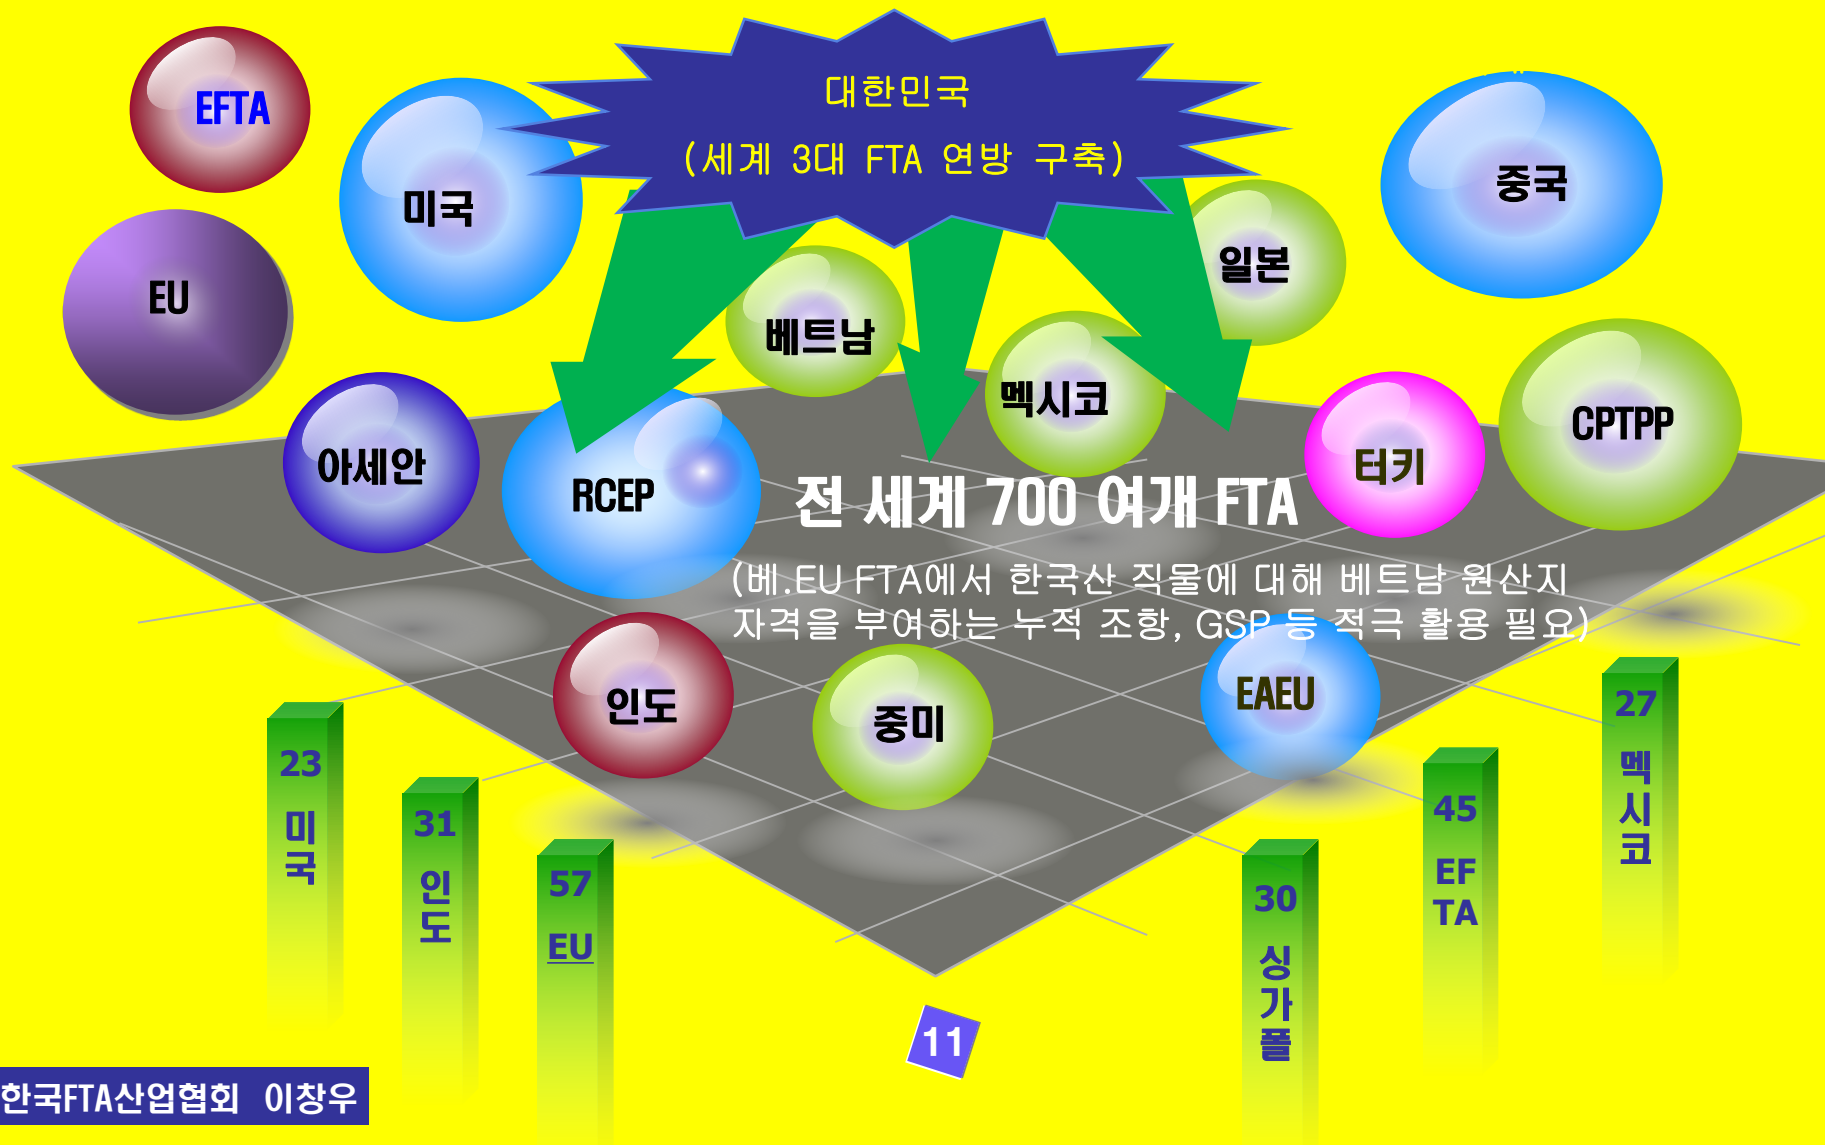 대한민국
(세계 3대 FTA 연방 구축)
EFTA
미국
중국
일본
EU
베트남
멕시코
CPTPP
아세안
RCEP
터키
전 세계 700 여개 FTA
(베.EU FTA에서 한국산 직물에 대해 베트남 원산지
자격을 부여하는 누적 조항, GSP 등 적극 활용 필요)
인도
중미
EAEU
23
미
국
31
인
도
57
EU
30
싱
가
폴
45
EF
TA
27
멕
시
코
11
한국FTA산업협회 이창우